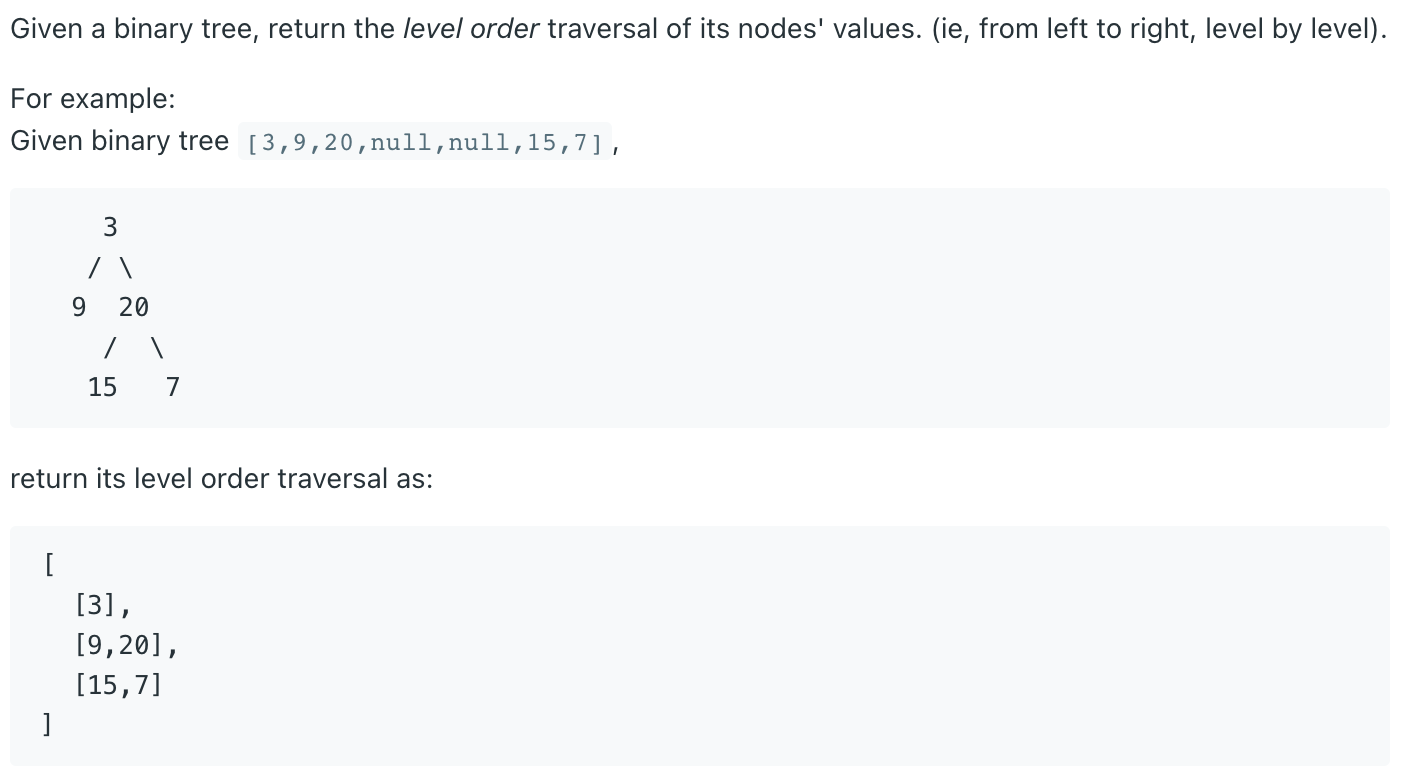 Given a binary tree, return the level order traversal of its nodes' values. (ie, from left to right, level by level).
For example:
Given binary tree [3,9,20,null,null,15,7],
    3
   / \
  9  20
    /  \
   15   7
return its level order traversal as:
[
  [3],
  [9,20],
  [15,7]
]